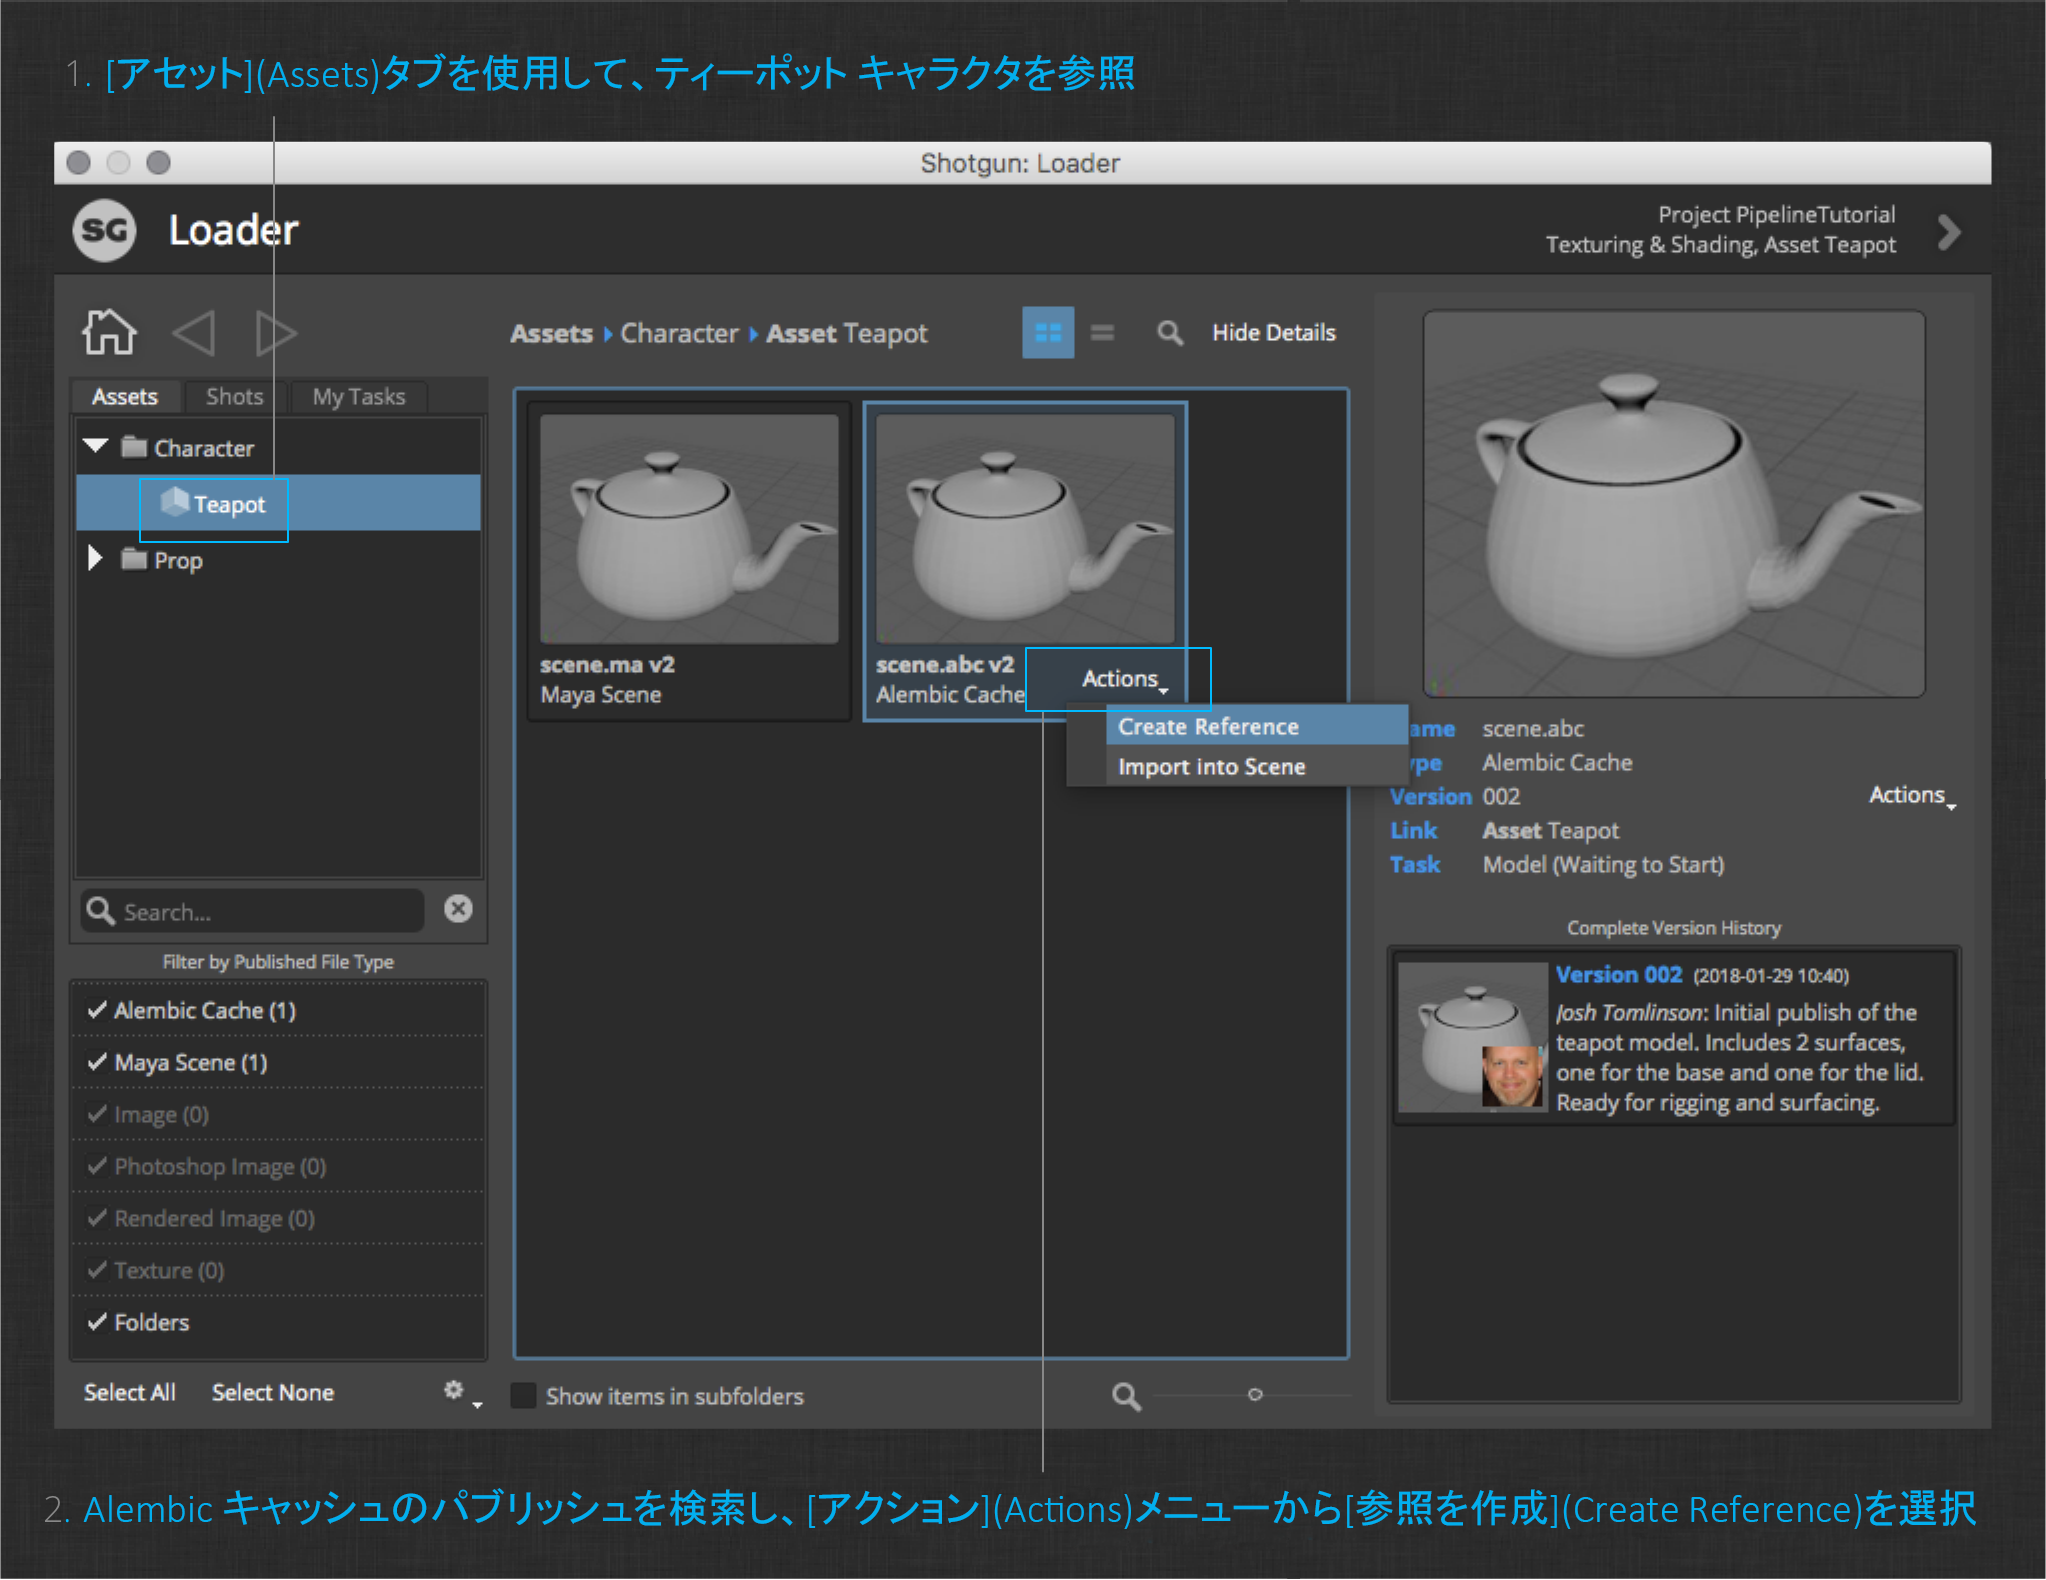 1. [アセット](Assets)タブを使用して、ティーポット キャラクタを参照
Shotgun: Loader
SG
Loader
Project PipelineTutorial
Texturing & Shading, Asset Teapot
Assets Character Asset Teapot
Hide Details
Assets
Shots
My Tasks
Character
Teapot
Prop
Search...
Filter by Published File Type
Alembic Cache (1)
Maya Scene (1)
Image (0)
Photoshop Image (0)
Rendered Image (0)
Texture (0)
Folders
Select All
Select None
scene.ma v2
Maya Scene
scene.abc v2
Alembic Cache
Actions
Create Reference
Import into Scene
Show items in subfolders
ame scene.abc
ype Alembic Cache
Version 002
Actions
Link Asset Teapot
Task Model (Waiting to Start)
Complete Version History
Version 002 (2018-01-29 10:40)
Josh Tomlinson: Initial publish of the
teapot model. Includes 2 surfaces,
one for the base and one for the lid.
Ready for rigging and surfacing.
2. Alembic キャッシュのパブリッシュを検索し、[アクション](Actions)メニューから[参照を作成](Create Reference)を選択